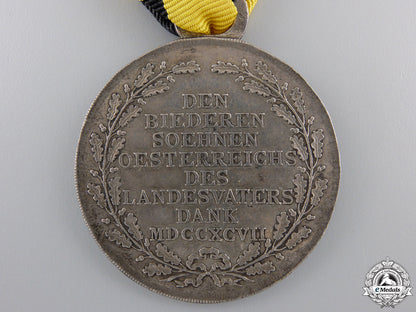 DEN
BIEDEREN
SOEHNEN
OESTERREICHS
DES
LANDESVATERS
DANK
MDCCXCVII
eMedals